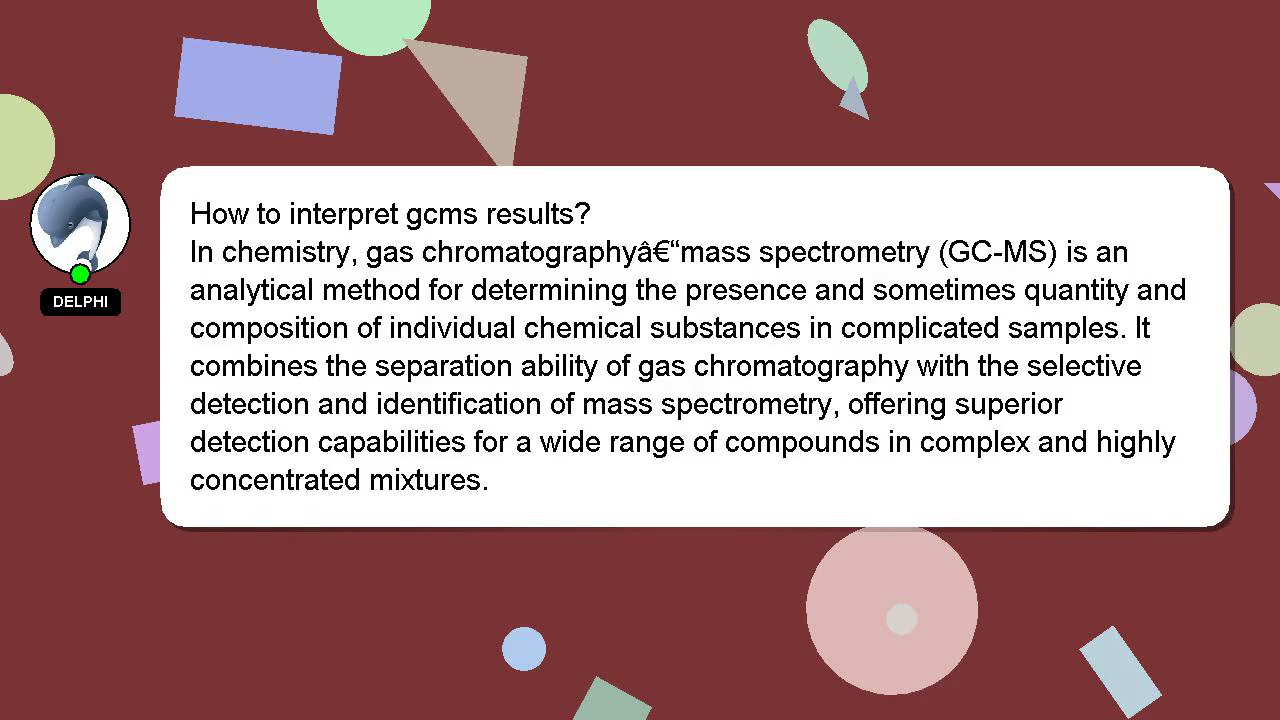 How to interpret gcms results?
In chemistry, gas chromatographyâ€“mass spectrometry (GC-MS) is an
analytical method for determining the presence and sometimes quantity and
composition of individual chemical substances in complicated samples. It
combines the separation ability of gas chromatography with the selective
detection and identification of mass spectrometry, offering superior
detection capabilities for a wide range of compounds in complex and highly
concentrated mixtures.
DELPHI